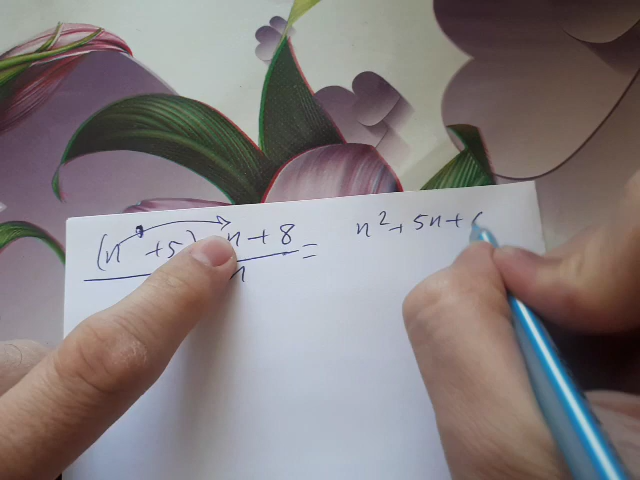 (n + 5) n + 8 = n² + 5n +
n